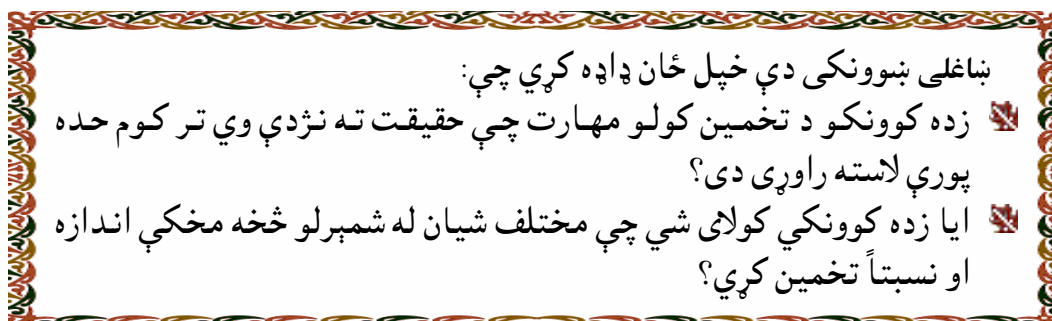 ښاغلی ښوونکی دې خپل ځان ډاډه کړي چې:
زده کوونکو د تخمین کولو مهارت چې حقیقت ته نژدې وي تر کوم حده
پورې لاسته راوړی دی؟
ایا زده کوونکي کولای شي چې مختلف شیان له شمېرلو څخه مخکې اندازه
او نسبتاً تخمین کړي؟